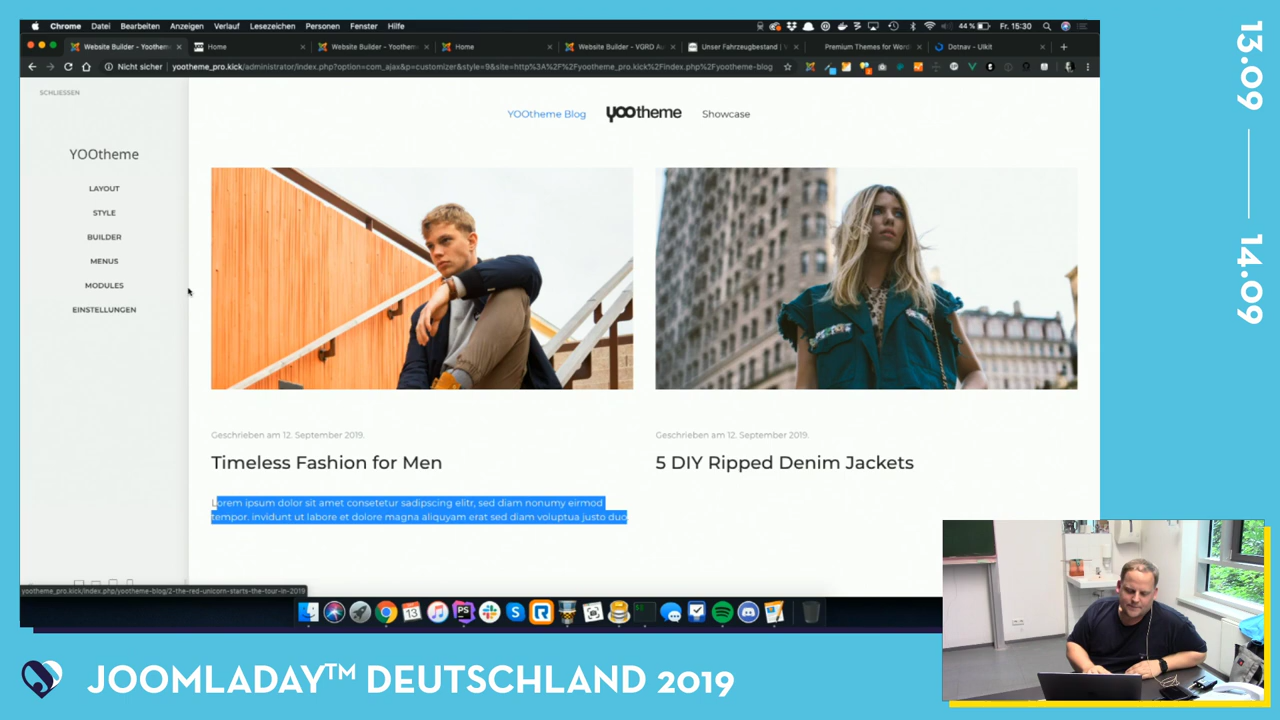 Chrome Datei Bearbeiten Anzeigen Verlauf Lesezeichen Personen Fenster Hilfe
44 % Fr. 15:30
Website Builder - Yoothem
Home
Website Builder - Yoothem
Home
Website Builder - VGRD Au
Unser Fahrzeugbestand |
Premium Themes for Word
Dotnav - UIkit
Nicht sicher | yootheme_pro.kick/administrator/index.php?option=com_ajax&p=customizer&style=9&site=http%3A%2F%2Fyootheme_pro.kick%2Findex.php%2Fyootheme-blog
SCHLIESSEN
YOOtheme
LAYOUT
STYLE
BUILDER
MENUS
MODULES
EINSTELLUNGEN
YOOtheme Blog
yootheme
Showcase
Geschrieben am 12. September 2019.
Timeless Fashion for Men
Lorem ipsum dolor sit amet consetetur sadipscing elitr, sed diam nonumy eirmod
tempor. invidunt ut labore et dolore magna aliquyam erat sed diam voluptua justo duo
Geschrieben am 12. September 2019.
5 DIY Ripped Denim Jackets
yootheme_pro.kick/index.php/yootheme-blog/2-the-red-unicorn-starts-the-tour-in-2019
13.09
14.09
JOOMLADAY™ DEUTSCHLAND 2019